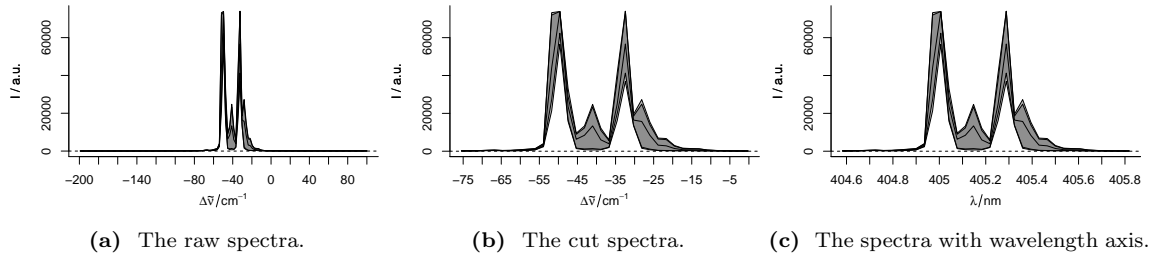 I / a.u.
0 20000 60000
−200 −140 −80 −40 0 40 80
Δν̃/cm⁻¹
(a) The raw spectra.
I / a.u.
0 20000 60000
−75 −65 −55 −45 −35 −25 −15 −5
Δν̃/cm⁻¹
(b) The cut spectra.
I / a.u.
0 20000 60000
404.6 404.8 405 405.2 405.4 405.6 405.8
λ/nm
(c) The spectra with wavelength axis.